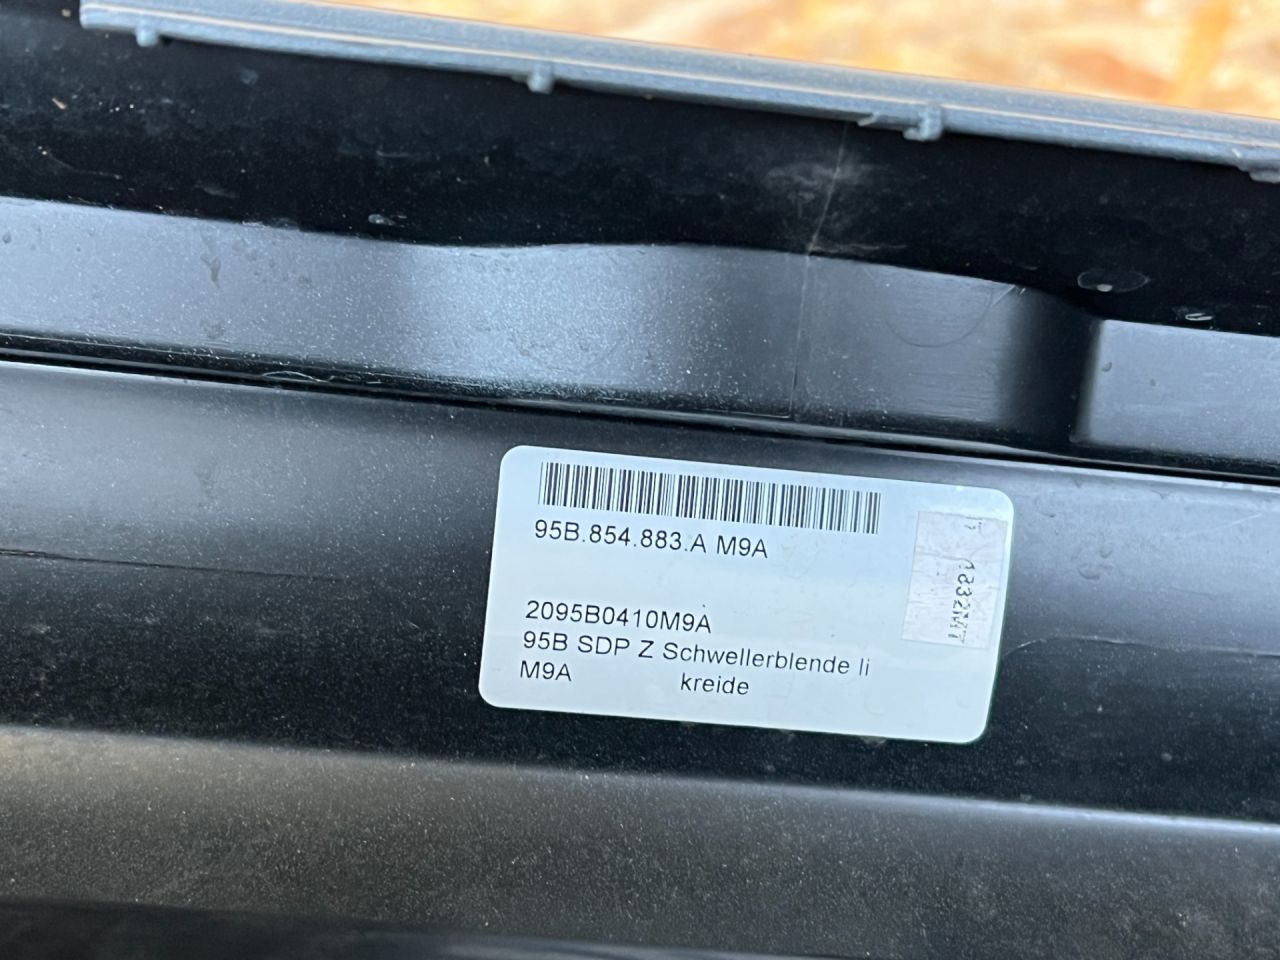 95B.854.883.A M9A
2095B0410M9A
95B SDP Z Schwellerblende li
M9A kreide